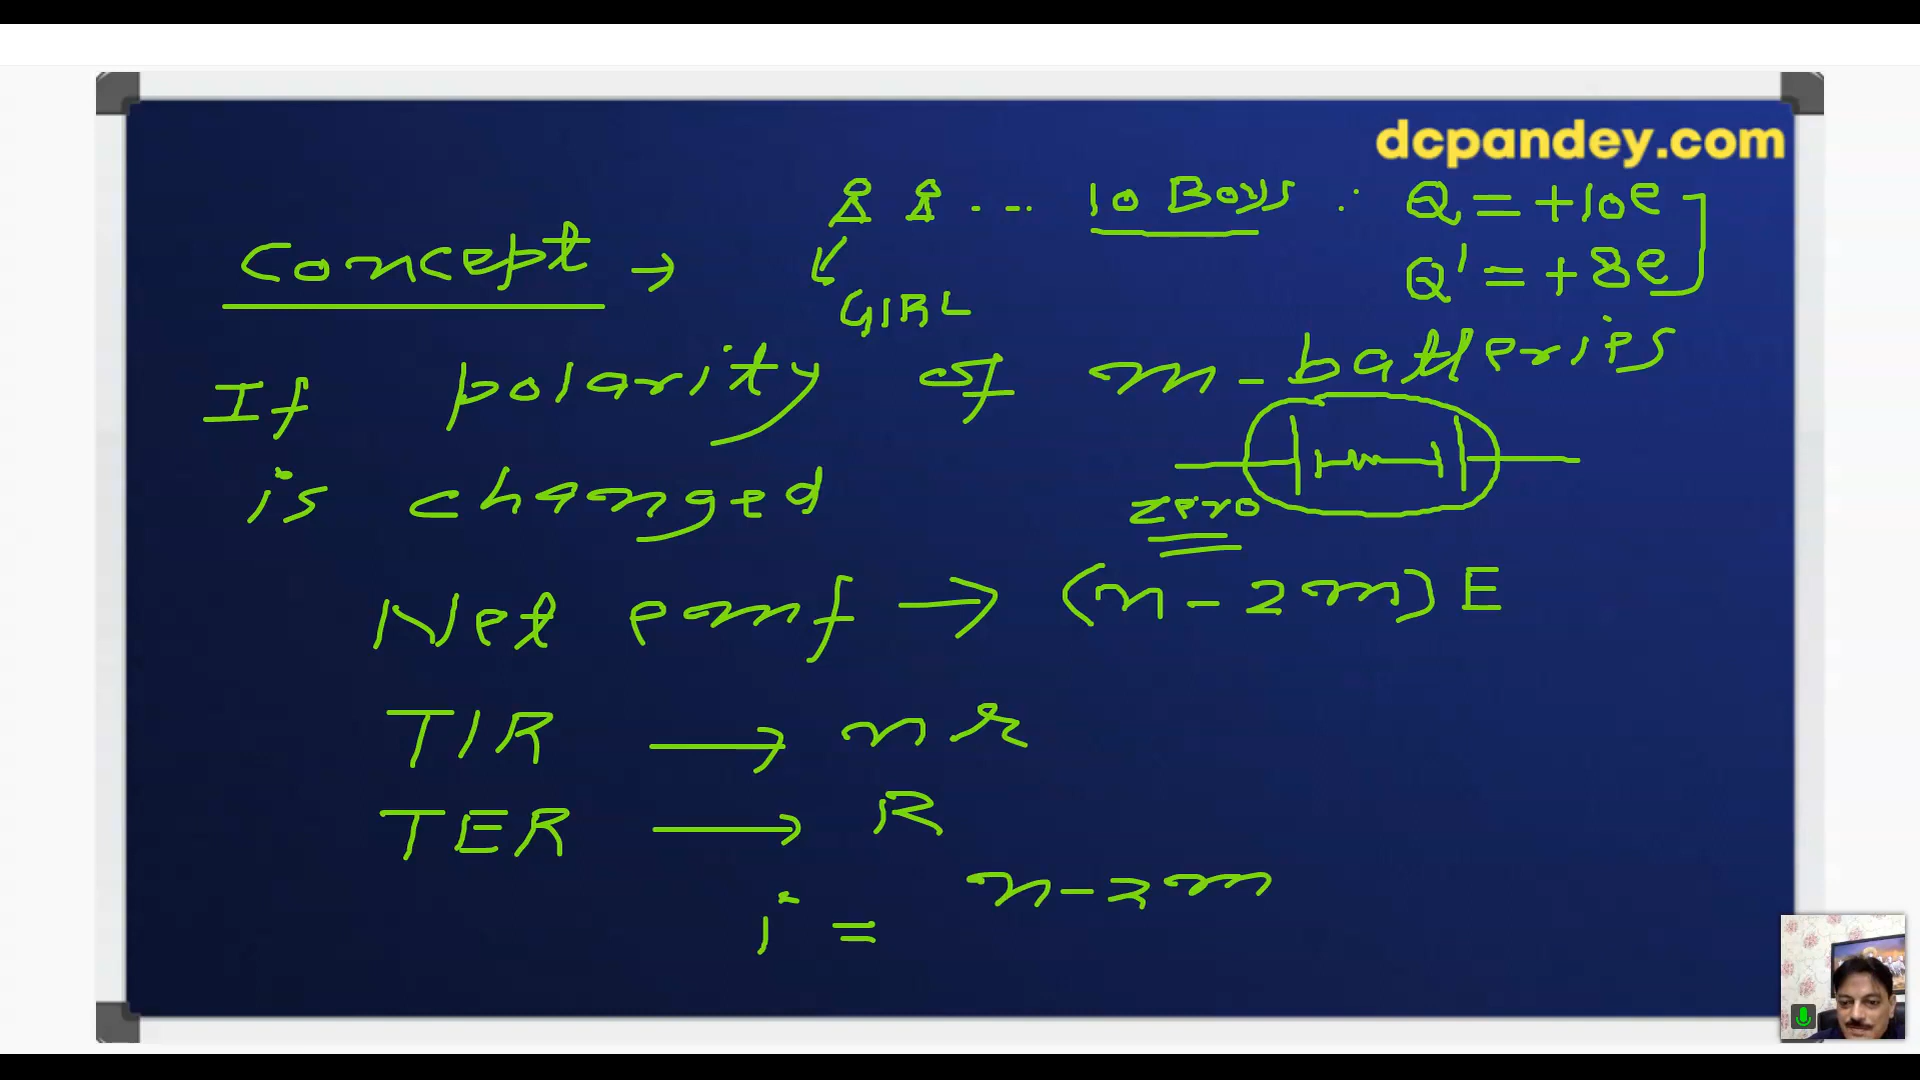 dcpandey.com
... 10 Boys : Q = +10e
Concept → Q' = +8e
GIRL
If polarity of m - batteries
is changed
zero
Net emf → (n - 2m) E
TIR → nr
TER → R
i = n - 2m